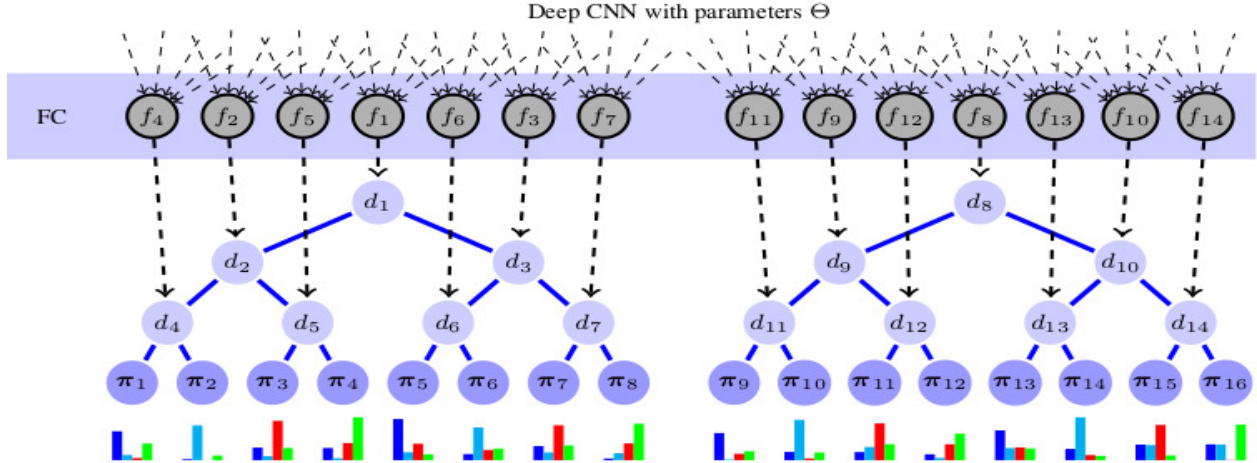 Deep CNN with parameters Θ
FC f₄ f₂ f₅ f₁ f₆ f₃ f₇ f₁₁ f₉ f₁₂ f₈ f₁₃ f₁₀ f₁₄
d₁ d₈
d₂ d₃ d₉ d₁₀
d₄ d₅ d₆ d₇ d₁₁ d₁₂ d₁₃ d₁₄
π₁ π₂ π₃ π₄ π₅ π₆ π₇ π₈ π₉ π₁₀ π₁₁ π₁₂ π₁₃ π₁₄ π₁₅ π₁₆